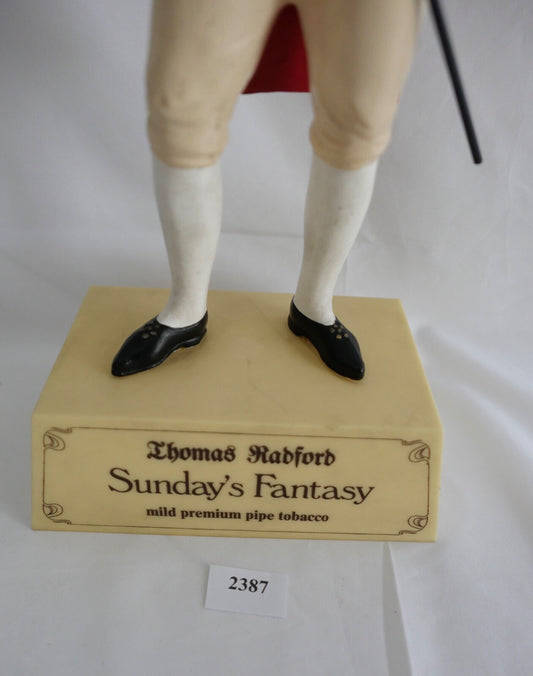 Thomas Radford
Sunday's Fantasy
mild premium pipe tobacco
2387